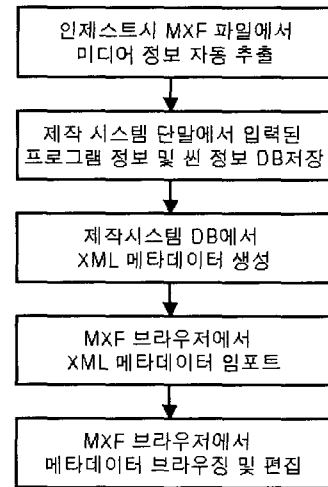 인제스트시 MXF 파일에서
미디어 정보 자동 추출
제작 시스템 단말에서 입력된
프로그램 정보 및 씬 정보 DB저장
제작시스템 DB에서
XML 메타데이터 생성
MXF 브라우저에서
XML 메타데이터 임포트
MXF 브라우저에서
메타데이터 브라우징 및 편집